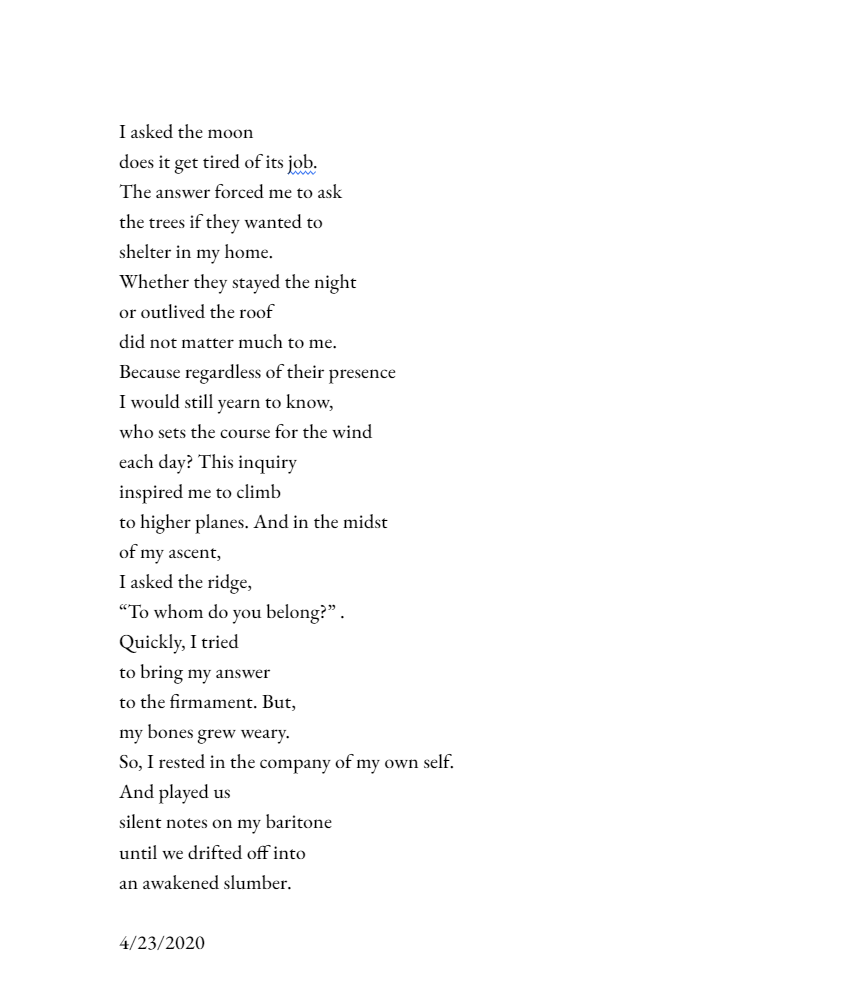 I asked the moon
does it get tired of its job.
The answer forced me to ask
the trees if they wanted to
shelter in my home.
Whether they stayed the night
or outlived the roof
did not matter much to me.
Because regardless of their presence
I would still yearn to know,
who sets the course for the wind
each day? This inquiry
inspired me to climb
to higher planes. And in the midst
of my ascent,
I asked the ridge,
“To whom do you belong?” .
Quickly, I tried
to bring my answer
to the firmament. But,
my bones grew weary.
So, I rested in the company of my own self.
And played us
silent notes on my baritone
until we drifted off into
an awakened slumber.
4/23/2020